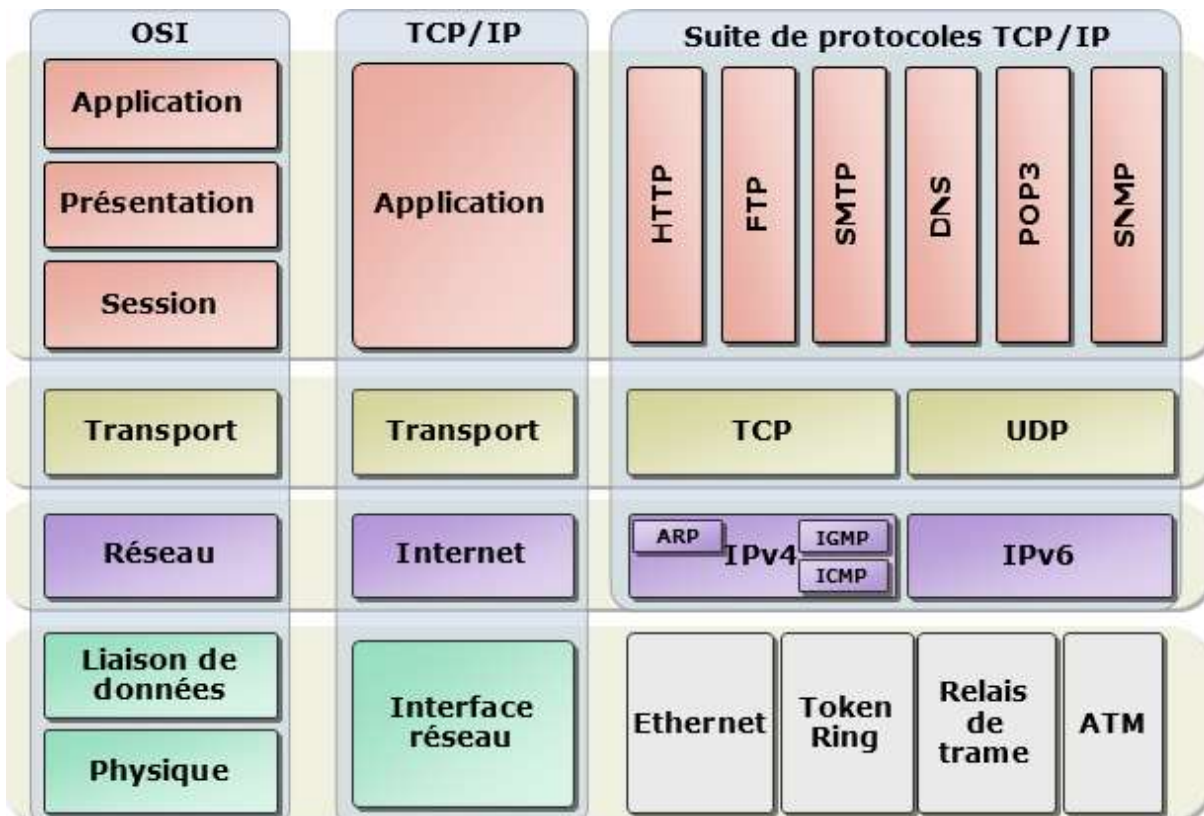 OSI
Application
Présentation
Session
Transport
Réseau
Liaison de
données
Physique
TCP/IP
Application
Transport
Internet
Interface
réseau
Suite de protocoles TCP/IP
HTTP
FTP
SMTP
DNS
POP3
SNMP
TCP
UDP
ARP
IPv4
IGMP
ICMP
IPv6
Ethernet
Token
Ring
Relais
de
trame
ATM